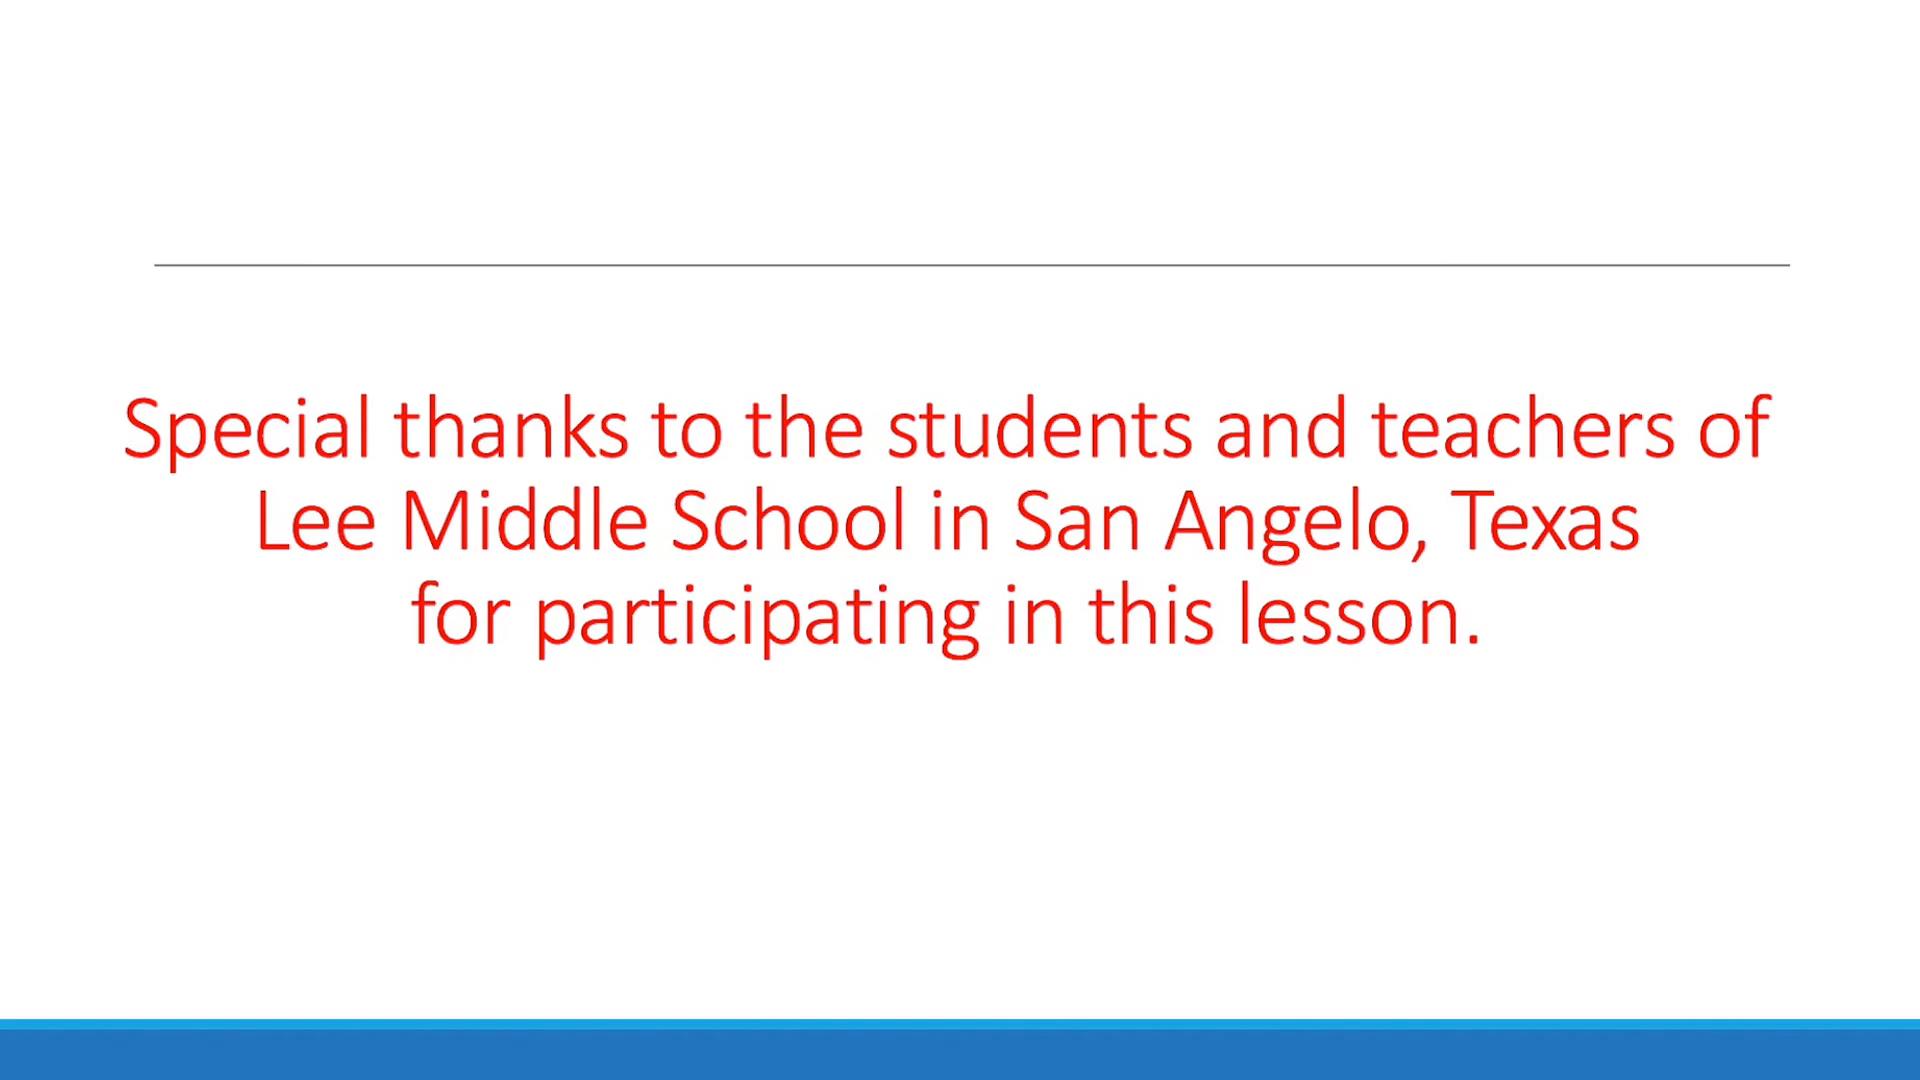 Special thanks to the students and teachers of
Lee Middle School in San Angelo, Texas
for participating in this lesson.